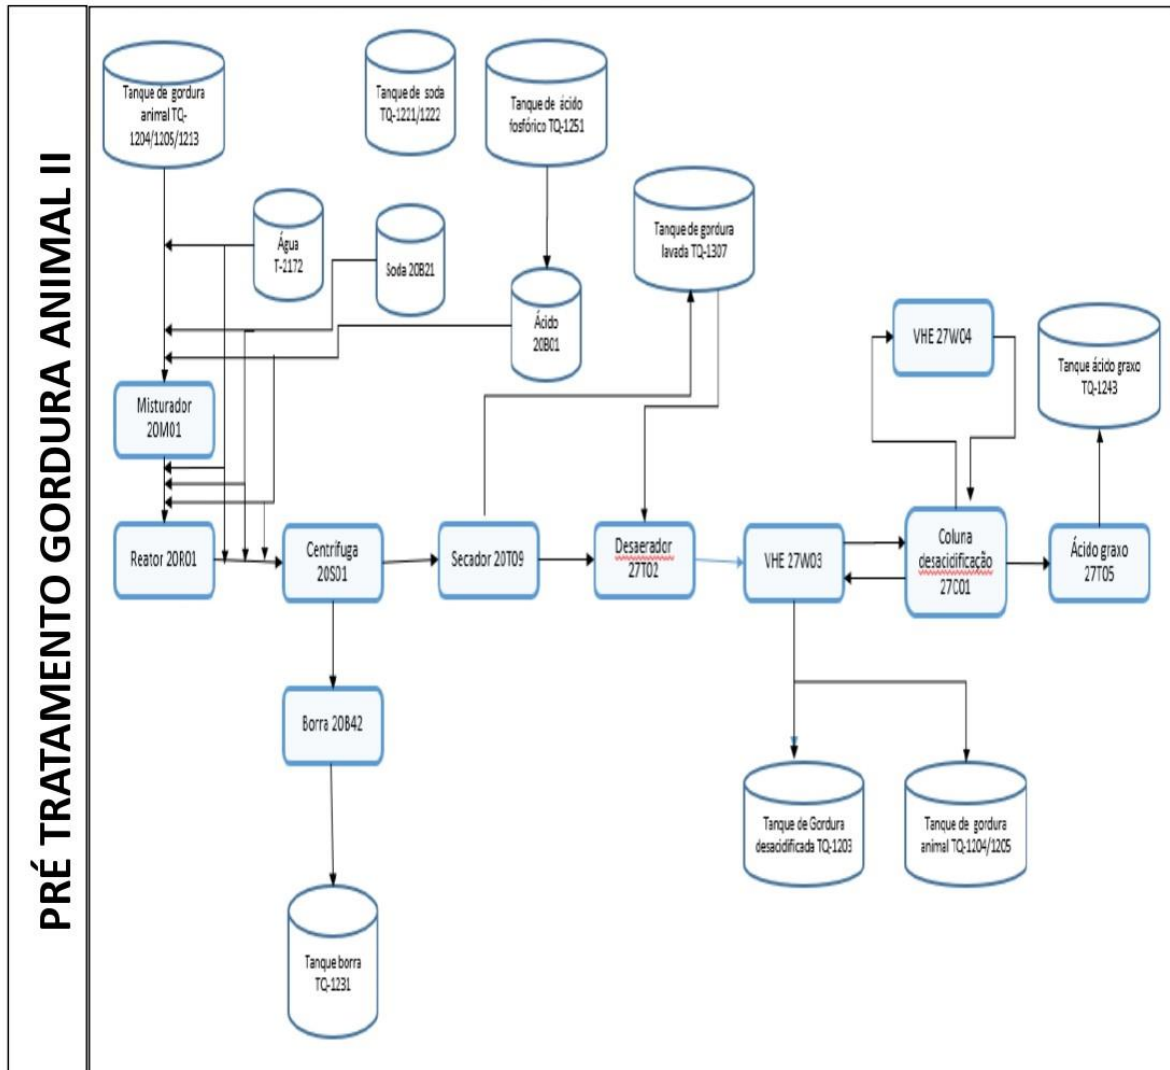 PRÉ TRATAMENTO GORDURA ANIMAL II
Tanque de gordura
animal TQ-
1204/1205/1213
Tanque de soda
TQ-1221/1222
Tanque de ácido
fosfórico TQ-1251
Água
T-2172
Soda 20B21
Ácido
20B01
Tanque de gordura
lavada TQ-1307
VHE 27W04
Tanque ácido graxo
TQ-1243
Misturador
20M01
Reator 20R01
Centrífuga
20S01
Secador 20T09
Desaerador
27T02
VHE 27W03
Coluna
desacidificação
27C01
Ácido graxo
27T05
Borra 20B42
Tanque de Gordura
desacidificada TQ-1203
Tanque de gordura
animal TQ-1204/1205
Tanque borra
TQ-1231